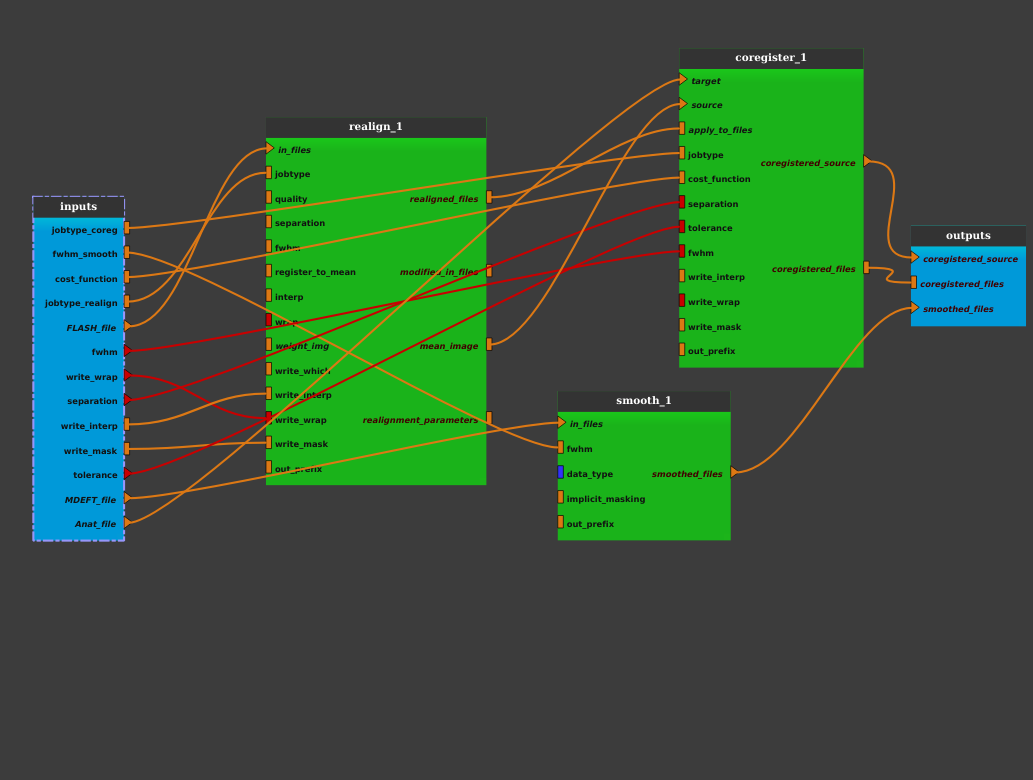 inputs
jobtype_coreg
fwhm_smooth
cost_function
jobtype_realign
FLASH_file
fwhm
write_wrap
separation
write_interp
write_mask
tolerance
MDEFT_file
Anat_file
realign_1
in_files
jobtype
quality
realigned_files
separation
fwhm
register_to_mean
modified_in_files
interp
wrap
weight_img
mean_image
write_which
write_interp
write_wrap
realignment_parameters
write_mask
out_prefix
coregister_1
target
source
apply_to_files
jobtype
coregistered_source
cost_function
separation
tolerance
fwhm
coregistered_files
write_interp
write_wrap
write_mask
out_prefix
smooth_1
in_files
fwhm
data_type
smoothed_files
implicit_masking
out_prefix
outputs
coregistered_source
coregistered_files
smoothed_files